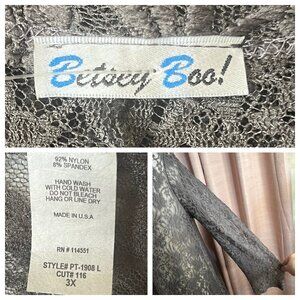 Betsey Boo!
92% NYLON
8% SPANDEX
HAND WASH
WITH COLD WATER
DO NOT BLEACH
HANG OR LINE DRY
MADE IN U.S.A
RN # 114551
STYLE# PT-1908 L
CUT# 116
3X